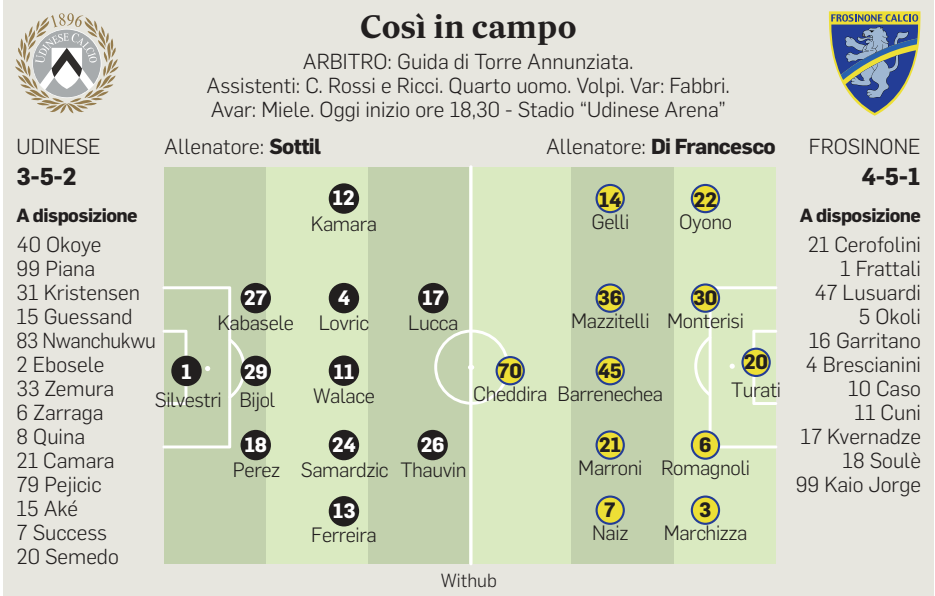 Così in campo
ARBITRO: Guida di Torre Annunziata.
Assistenti: C. Rossi e Ricci. Quarto uomo. Volpi. Var: Fabbri.
Avar: Miele. Oggi inizio ore 18,30 - Stadio “Udinese Arena”
1896
UDINESE CALCIO
FROSINONE CALCIO
UDINESE
3-5-2
A disposizione
40 Okoye
99 Piana
31 Kristensen
15 Guessand
83 Nwanchukwu
2 Ebosele
33 Zemura
6 Zarraga
8 Quina
21 Camara
79 Pejicic
15 Aké
7 Success
20 Semedo
Allenatore: Sottil
1
Silvestri
27
Kabasele
29
Bijol
18
Perez
12
Kamara
4
Lovric
11
Walace
24
Samardzic
13
Ferreira
17
Lucca
26
Thauvin
Allenatore: Di Francesco
70
Cheddira
14
Gelli
36
Mazzitelli
45
Barrenechea
21
Marroni
7
Naiz
22
Oyono
30
Monterisi
6
Romagnoli
3
Marchizza
20
Turati
FROSINONE
4-5-1
A disposizione
21 Cerofolini
1 Frattali
47 Lusuardi
5 Okoli
16 Garritano
4 Brescianini
10 Caso
11 Cuni
17 Kvernadze
18 Soulè
99 Kaio Jorge
Withub